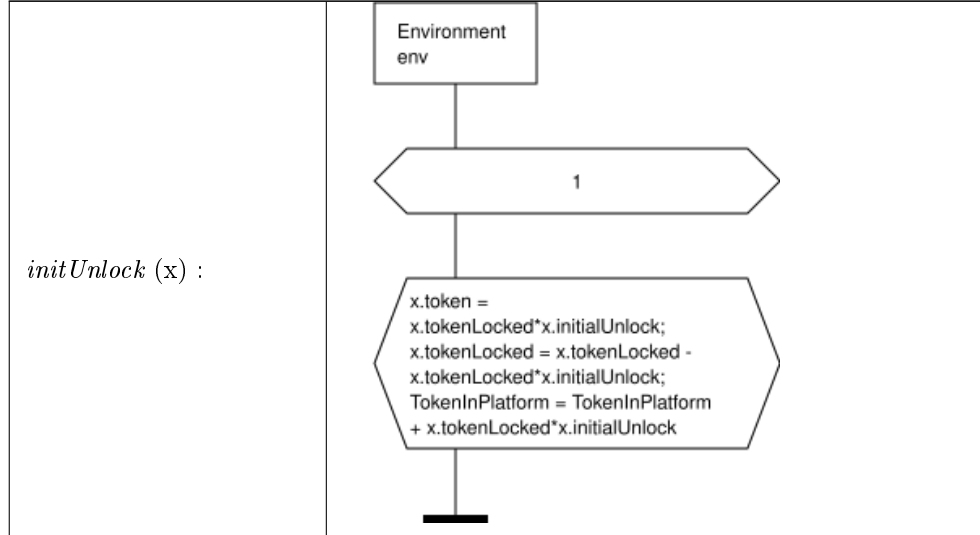 Environment
env
1
initUnlock (x) :
x.token =
x.tokenLocked*x.initialUnlock;
x.tokenLocked = x.tokenLocked -
x.tokenLocked*x.initialUnlock;
TokenInPlatform = TokenInPlatform
+ x.tokenLocked*x.initialUnlock